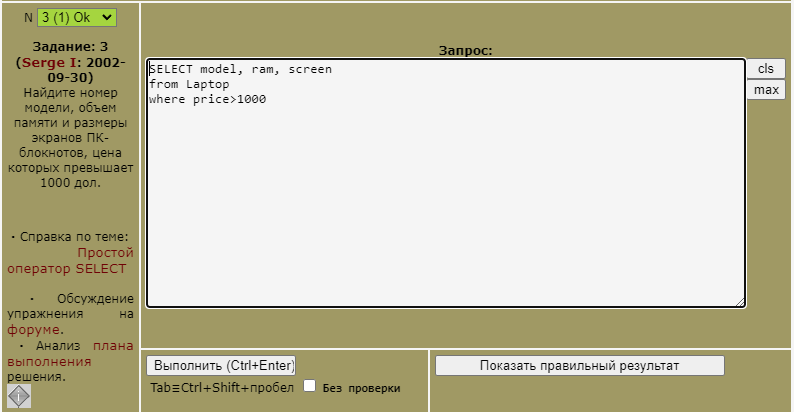 N 3 (1) Ok
Задание: 3
(Serge I: 2002-
09-30)
Найдите номер
модели, объем
памяти и размеры
экранов ПК-
блокнотов, цена
которых превышает
1000 дол.
· Справка по теме:
Простой
оператор SELECT
· Обсуждение
упражнения на
форуме.
· Анализ плана
выполнения
решения.
i
Запрос:
SELECT model, ram, screen
from Laptop
where price>1000
cls
max
Выполнить (Ctrl+Enter)
Tab≡Ctrl+Shift+пробел Без проверки
Показать правильный результат